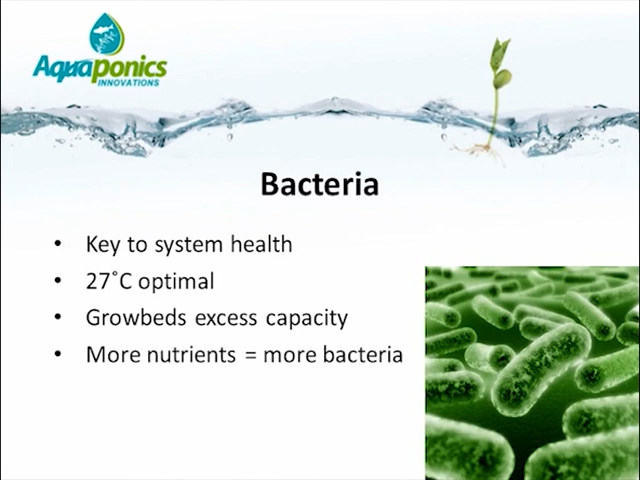 Aquaponics
INNOVATIONS
Bacteria
• Key to system health
• 27˚C optimal
• Growbeds excess capacity
• More nutrients = more bacteria